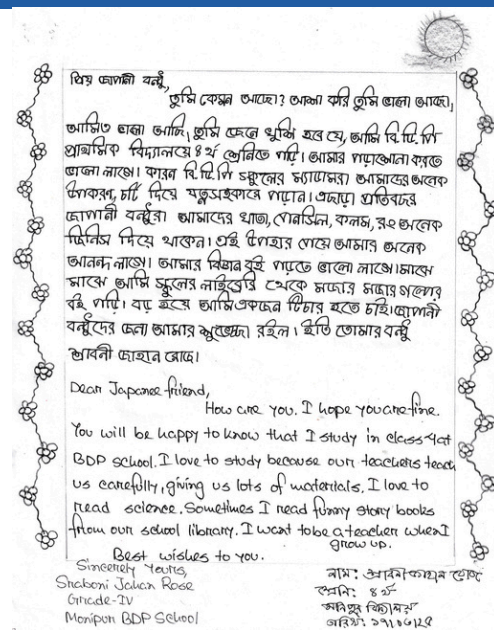 প্রিয় জাপানী বন্ধু,
তুমি কেমন আছো? আশা করি তুমি ভালো আছো,
আমিও ভালো আছি, তুমি জেনে খুশি হবে যে, আমি বি.ডি.পি
প্রাথমিক বিদ্যালয়ে ৪র্থ শ্রেনিতে পড়ি। আমার পড়াশোনা করতে
ভালো লাগে। কারন বি.ডি.পি স্কুলের ম্যাডামরা আমাদের অনেক
উপকরন, চার্ট দিয়ে যত্নসহকারে পড়ান। এছাড়া প্রতিবছর
জাপানী বন্ধুরা আমাদের খাতা, পেনসিল, কলম, রং অনেক
জিনিস দিয়ে থাকেন। এই উপহার পেয়ে আমার অনেক
আনন্দ লাগে। আমার বিজ্ঞান বই পড়তে ভালো লাগে। মাঝে
মাঝে আমি স্কুলের লাইব্রেরি থেকে মজার মজার গল্পের
বই পড়ি। বড় হয়ে আমি একজন টিচার হতে চাই। জাপানী
বন্ধুদের জন্য আমার শুভেচ্ছা রইল। ইতি তোমার বন্ধু
শ্রাবনী জাহান রোজ।
Dear Japanee friend,
How are you. I hope you are fine.
You will be happy to know that I study in class 4 at
BDP School. I love to study because our teachers teach
us carefully, giving us lots of materials. I love to
read science. Sometimes I read funny story books
from our school library. I want to be a teacher when I
grow up.
Best wishes to you.
Sincerely Yours,
Sraboni Jahan Rose
Grade-IV
Monipur BDP School
নাম: শ্রাবনী জাহান রোজ
শ্রেনি: ৪র্থ
মনিপুর বিদ্যালয়